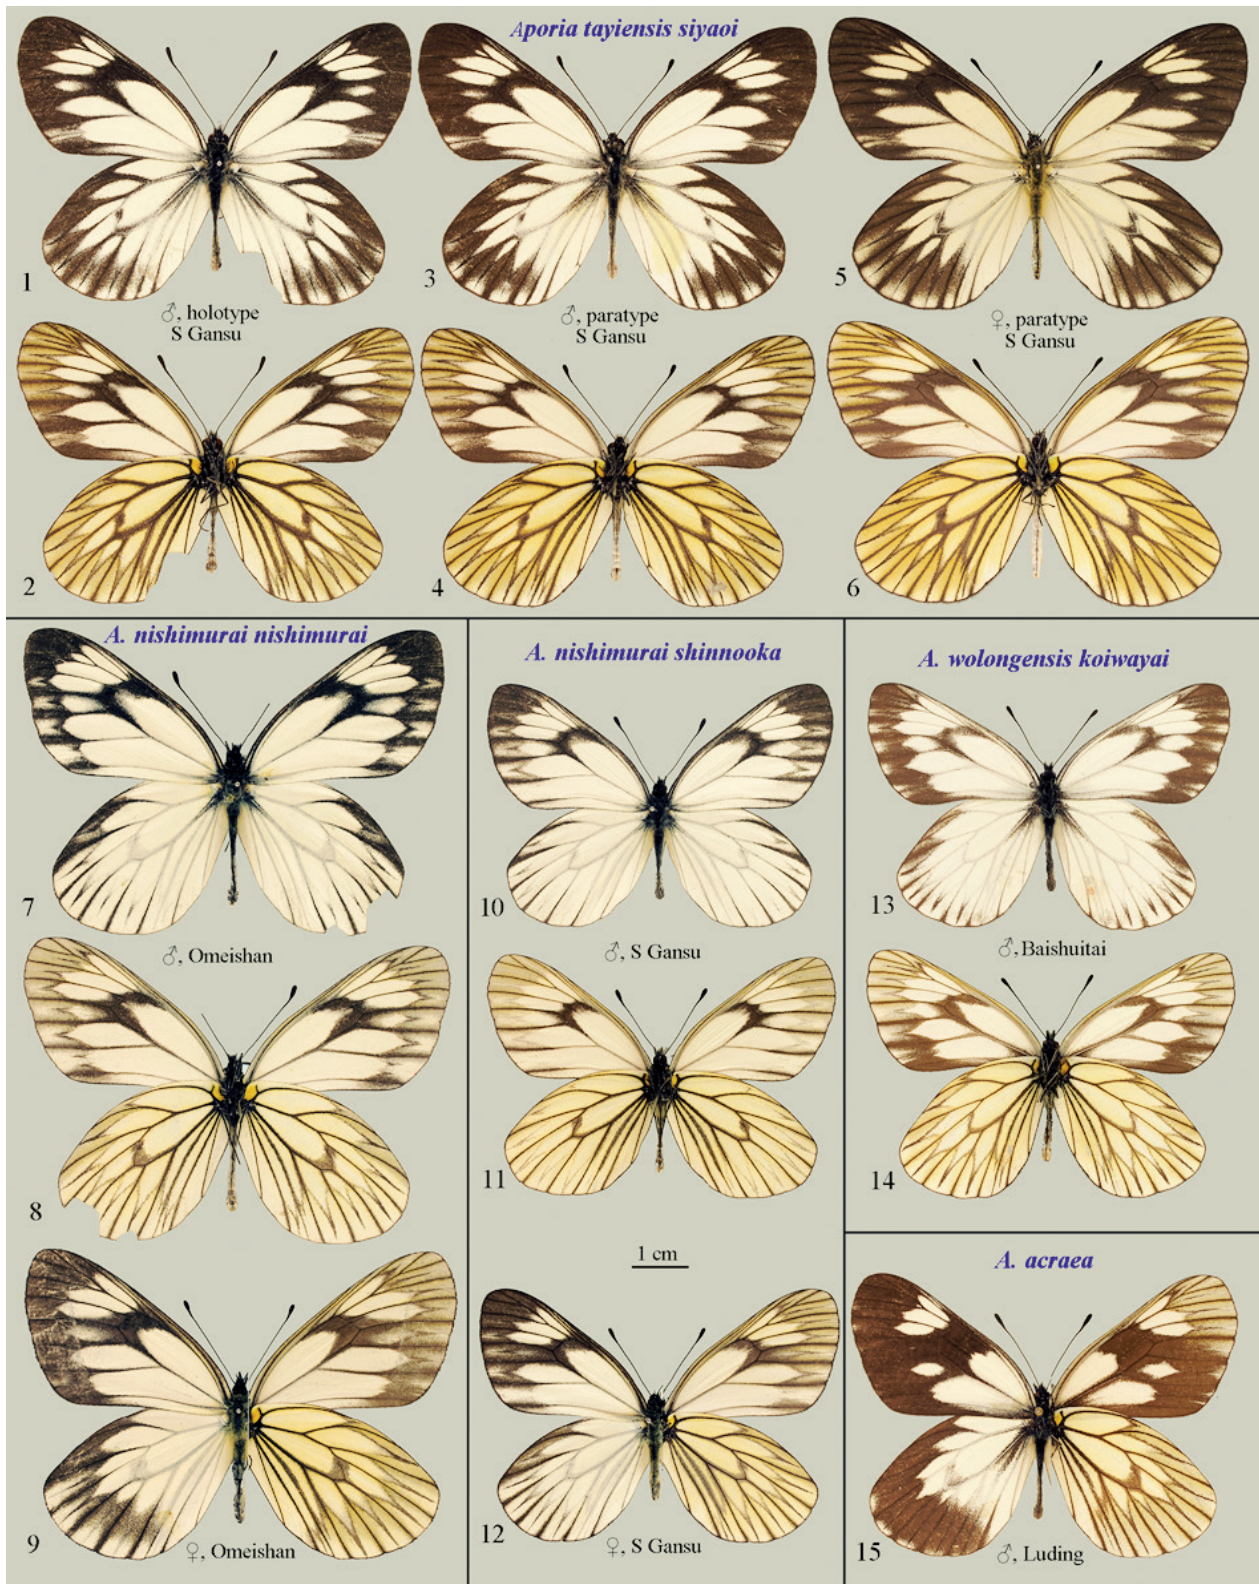 Aporia tayiensis siyaoi
1
♂, holotype
S Gansu
3
♂, paratype
S Gansu
5
♀, paratype
S Gansu
2
4
6
A. nishimurai nishimurai
7
♂, Omeishan
8
9
♀, Omeishan
A. nishimurai shinnooka
10
♂, S Gansu
11
1 cm
12
♀, S Gansu
A. wolongensis koiwayai
13
♂, Baishuitai
14
A. acraea
15
♂, Luding